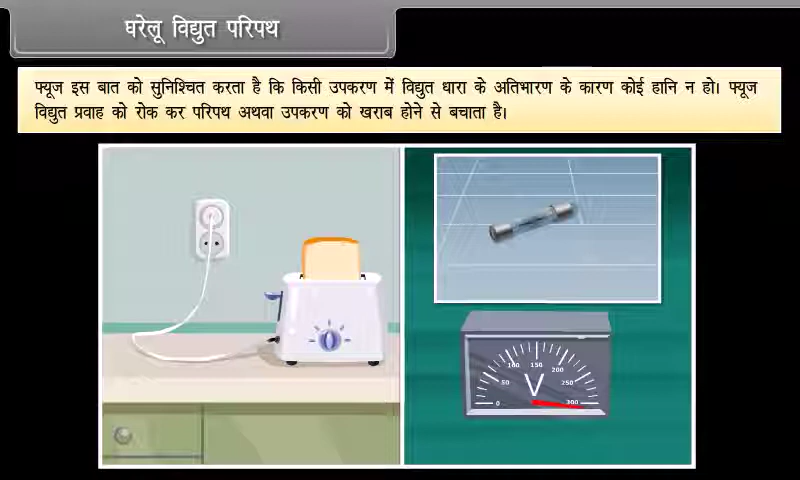 घरेलू विद्युत परिपथ
फ्यूज इस बात को सुनिश्चित करता है कि किसी उपकरण में विद्युत धारा के अतिभारण के कारण कोई हानि न हो। फ्यूज
विद्युत प्रवाह को रोक कर परिपथ अथवा उपकरण को खराब होने से बचाता है।
0 50 100 150 200 250 300
V